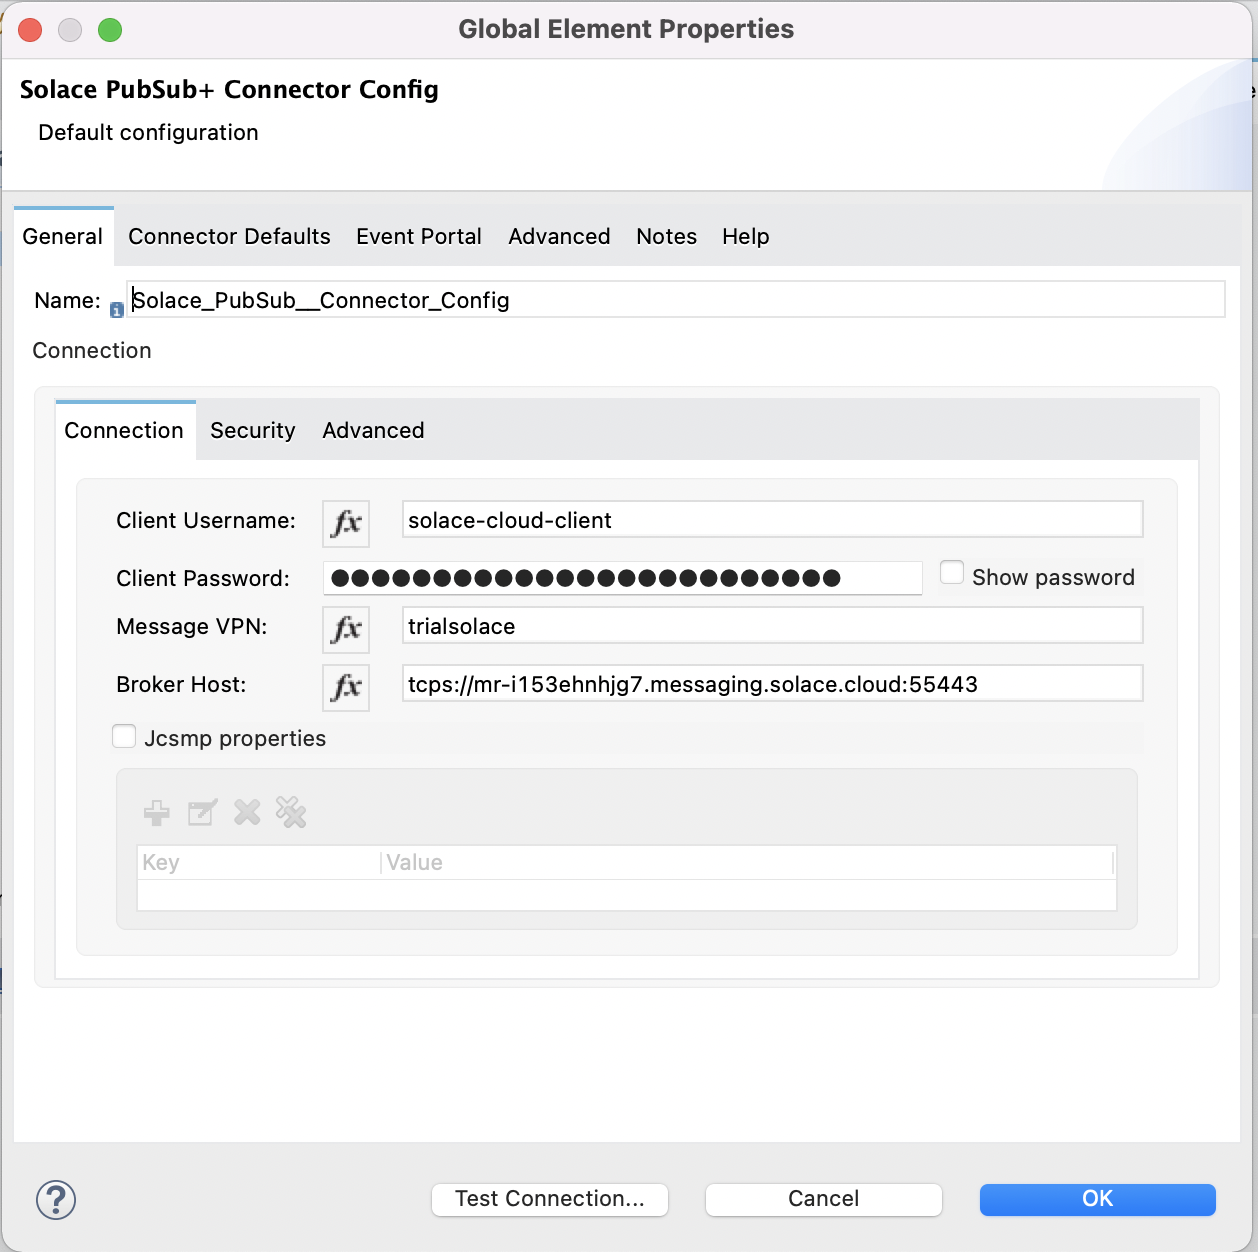 Global Element Properties
Solace PubSub+ Connector Config
Default configuration
General Connector Defaults Event Portal Advanced Notes Help
Name: Solace_PubSub__Connector_Config
Connection
Connection Security Advanced
Client Username: fx solace-cloud-client
Client Password: ●●●●●●●●●●●●●●●●●●●●●●●●● Show password
Message VPN: fx trialsolace
Broker Host: fx tcps://mr-i153ehnhjg7.messaging.solace.cloud:55443
Jcsmp properties
Key Value
? Test Connection... Cancel OK